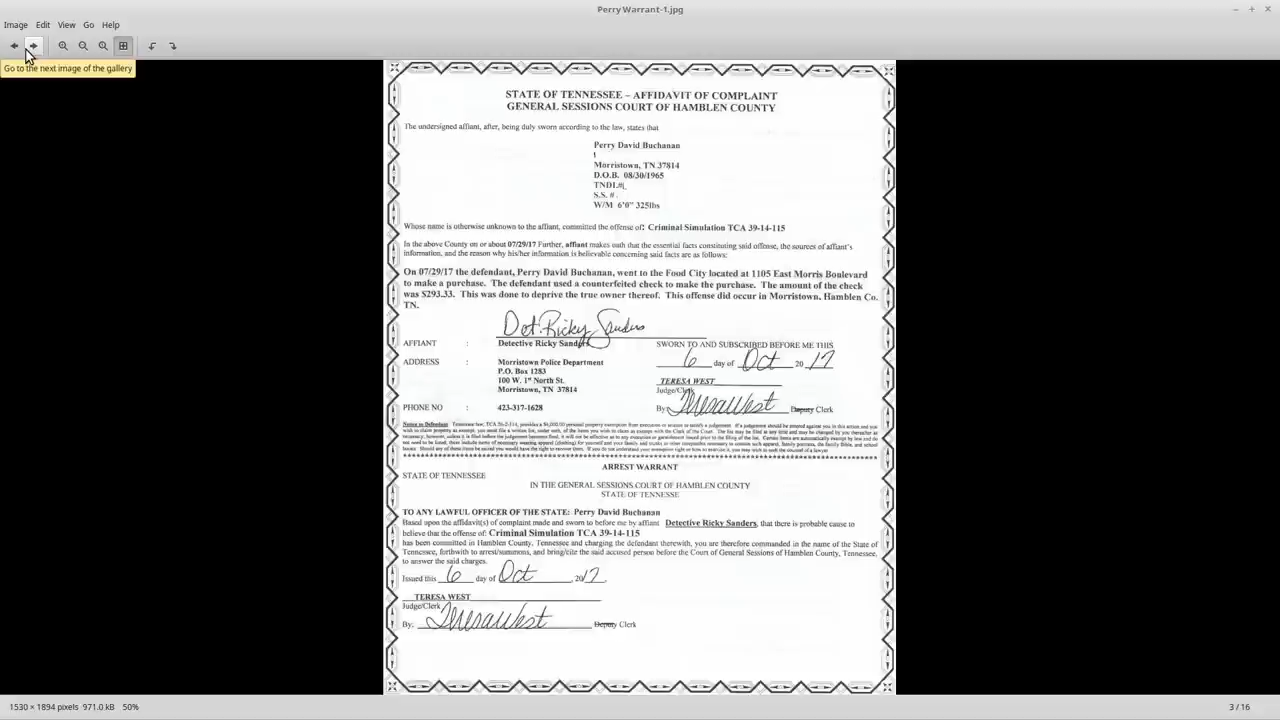 Perry Warrant-1.jpg
Image Edit View Go Help
Go to the next image of the gallery
STATE OF TENNESSEE – AFFIDAVIT OF COMPLAINT
GENERAL SESSIONS COURT OF HAMBLEN COUNTY
The undersigned affiant, after, being duly sworn according to the law, states that
Perry David Buchanan
Morristown, TN 37814
D.O.B. 08/30/1965
TNDL#
S.S. #
W/M 6'0" 325lbs
Whose name is otherwise unknown to the affiant, committed the offense of: Criminal Simulation TCA 39-14-115
In the above County on or about 07/29/17 Further, affiant makes oath that the essential facts constituting said offense, the sources of affiant's
information, and the reason why his/her information is believable concerning said facts are as follows:
On 07/29/17 the defendant, Perry David Buchanan, went to the Food City located at 1105 East Morris Boulevard
to make a purchase. The defendant used a counterfeited check to make the purchase. The amount of the check
was $293.33. This was done to deprive the true owner thereof. This offense did occur in Morristown, Hamblen Co.
TN.
Det. Ricky Sanders
AFFIANT : Detective Ricky Sanders SWORN TO AND SUBSCRIBED BEFORE ME THIS
ADDRESS : Morristown Police Department 6 day of Oct 20 17
P.O. Box 1283
100 W. 1st North St. TERESA WEST
Morristown, TN 37814 Judge/Clerk
PHONE NO : 423-317-1628 By: Teresa West Deputy Clerk
ARREST WARRANT
STATE OF TENNESSEE
IN THE GENERAL SESSIONS COURT OF HAMBLEN COUNTY
STATE OF TENNESSE
TO ANY LAWFUL OFFICER OF THE STATE: Perry David Buchanan
Based upon the affidavit(s) of complaint made and sworn to before me by affiant Detective Ricky Sanders, that there is probable cause to
believe that the offense of: Criminal Simulation TCA 39-14-115
has been committed in Hamblen County, Tennessee and charging the defendant therewith, you are therefore commanded in the name of the State of
Tennessee, forthwith to arrest/summons, and bring/cite the said accused person before the Court of General Sessions of Hamblen County, Tennessee,
to answer the said charges.
Issued this 6 day of Oct , 2017.
TERESA WEST
Judge/Clerk
By: Teresa West Deputy Clerk
1530 × 1894 pixels 971.0 kB 50% 3 / 16